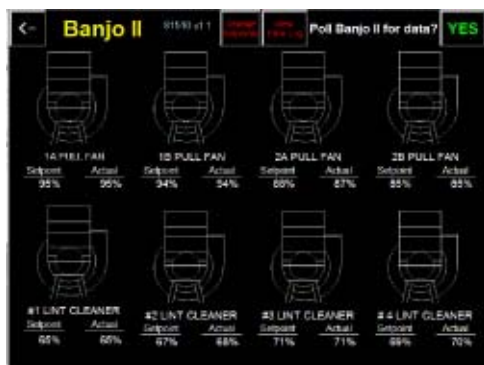 Banjo II
Poll Banjo II for data? YES
1A PULL FAN 1B PULL FAN 2A PULL FAN 2B PULL FAN
Setpoint Actual Setpoint Actual Setpoint Actual Setpoint Actual
95% 95% 94% 94% 88% 87% 85% 85%
#1 LINT CLEANER #2 LINT CLEANER #3 LINT CLEANER #4 LINT CLEANER
Setpoint Actual Setpoint Actual Setpoint Actual Setpoint Actual
65% 65% 67% 68% 71% 71% 69% 70%